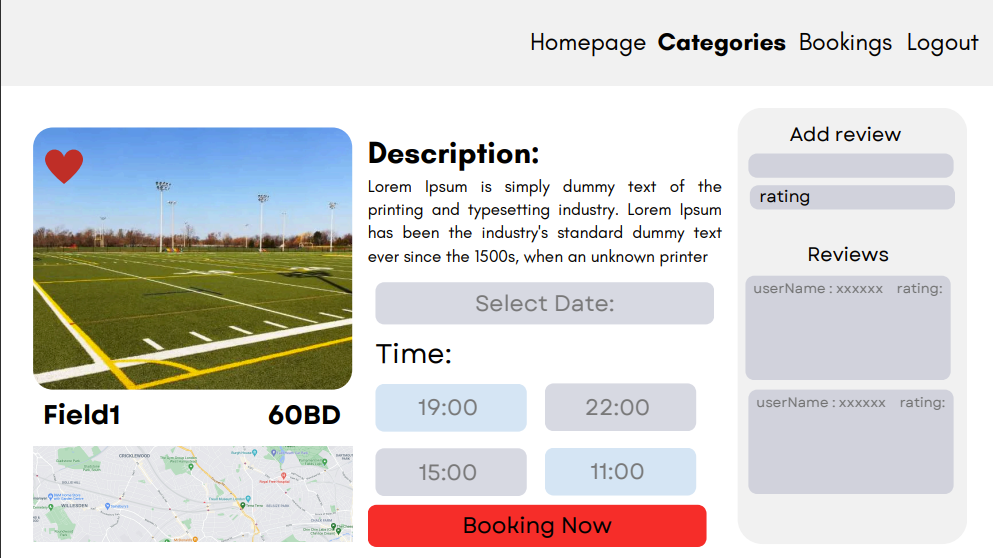 Homepage Categories Bookings Logout
Description:
Lorem Ipsum is simply dummy text of the
printing and typesetting industry. Lorem Ipsum
has been the industry's standard dummy text
ever since the 1500s, when an unknown printer
Select Date:
Time:
19:00 22:00
15:00 11:00
Booking Now
Field1 60BD
CRICKLEWOOD
WILLESDEN
Add review
rating
Reviews
userName : xxxxxx rating:
userName : xxxxxx rating: